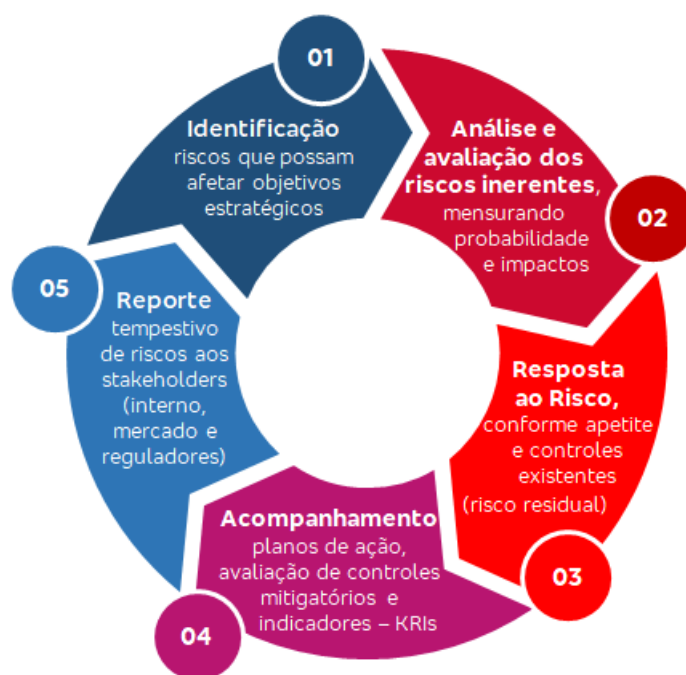 01
Identificação
riscos que possam
afetar objetivos
estratégicos
Análise e
avaliação dos
riscos inerentes,
mensurando
probabilidade
e impactos
02
Resposta
ao Risco,
conforme apetite
e controles
existentes
(risco residual)
03
Acompanhamento
planos de ação,
avaliação de controles
mitigatórios e
indicadores – KRIs
04
Reporte
tempestivo
de riscos aos
stakeholders
(interno,
mercado e
reguladores)
05